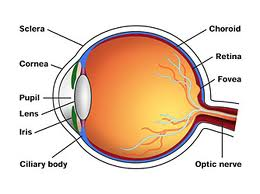 Sclera
Cornea
Pupil
Lens
Iris
Ciliary body
Choroid
Retina
Fovea
Optic nerve